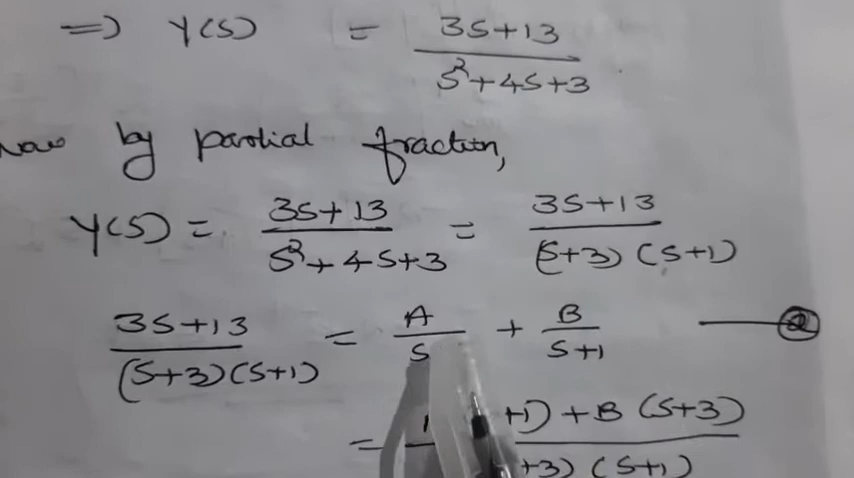 => Y(S) = 3S+13 / S²+4S+3
by partial fraction,
Y(S) = 3S+13 / S²+4S+3 = 3S+13 / (S+3)(S+1)
3S+13 / (S+3)(S+1) = A / S + B / S+1 —— ②
= +1) + B (S+3) / +3) (S+1)